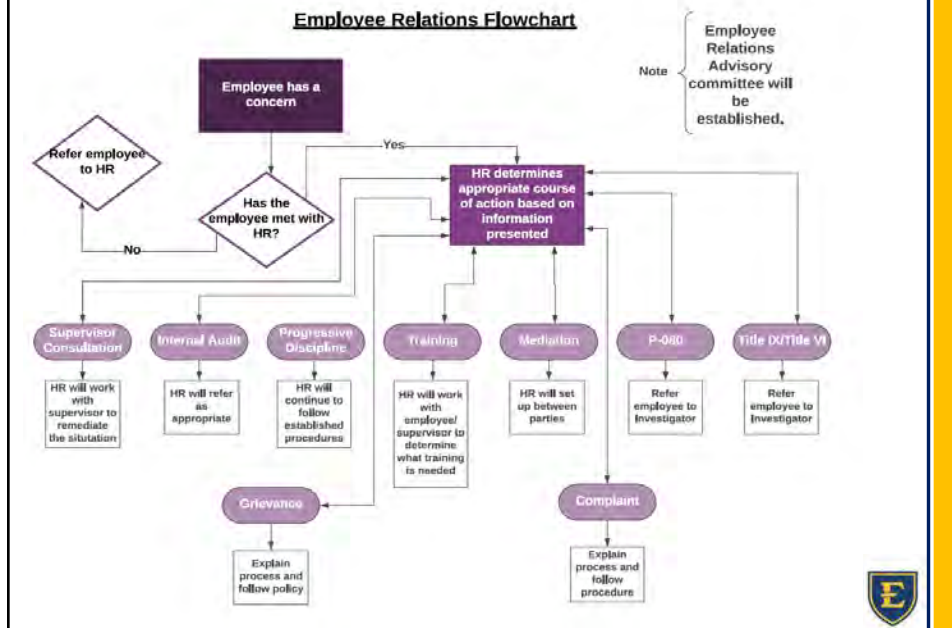 Employee Relations Flowchart
Note
Employee
Relations
Advisory
committee will
be
established.
Employee has a
concern
Refer employee
to HR
Yes
Has the
employee met with
HR?
No
HR determines
appropriate course
of action based on
information
presented
Supervisor
Consultation
Internal Audit
Progressive
Discipline
Training
Mediation
P-080
Title IX/Title VI
HR will work
with
supervisor to
remediate
the situtation
HR will refer
as
appropriate
HR will
continue to
follow
established
procedures
HR will work
with
employee/
supervisor to
determine
what training
is needed
HR will set
up between
parties
Refer
employee to
Investigator
Refer
employee to
Investigator
Grievance
Complaint
Explain
process and
follow policy
Explain
process and
follow
procedure
E